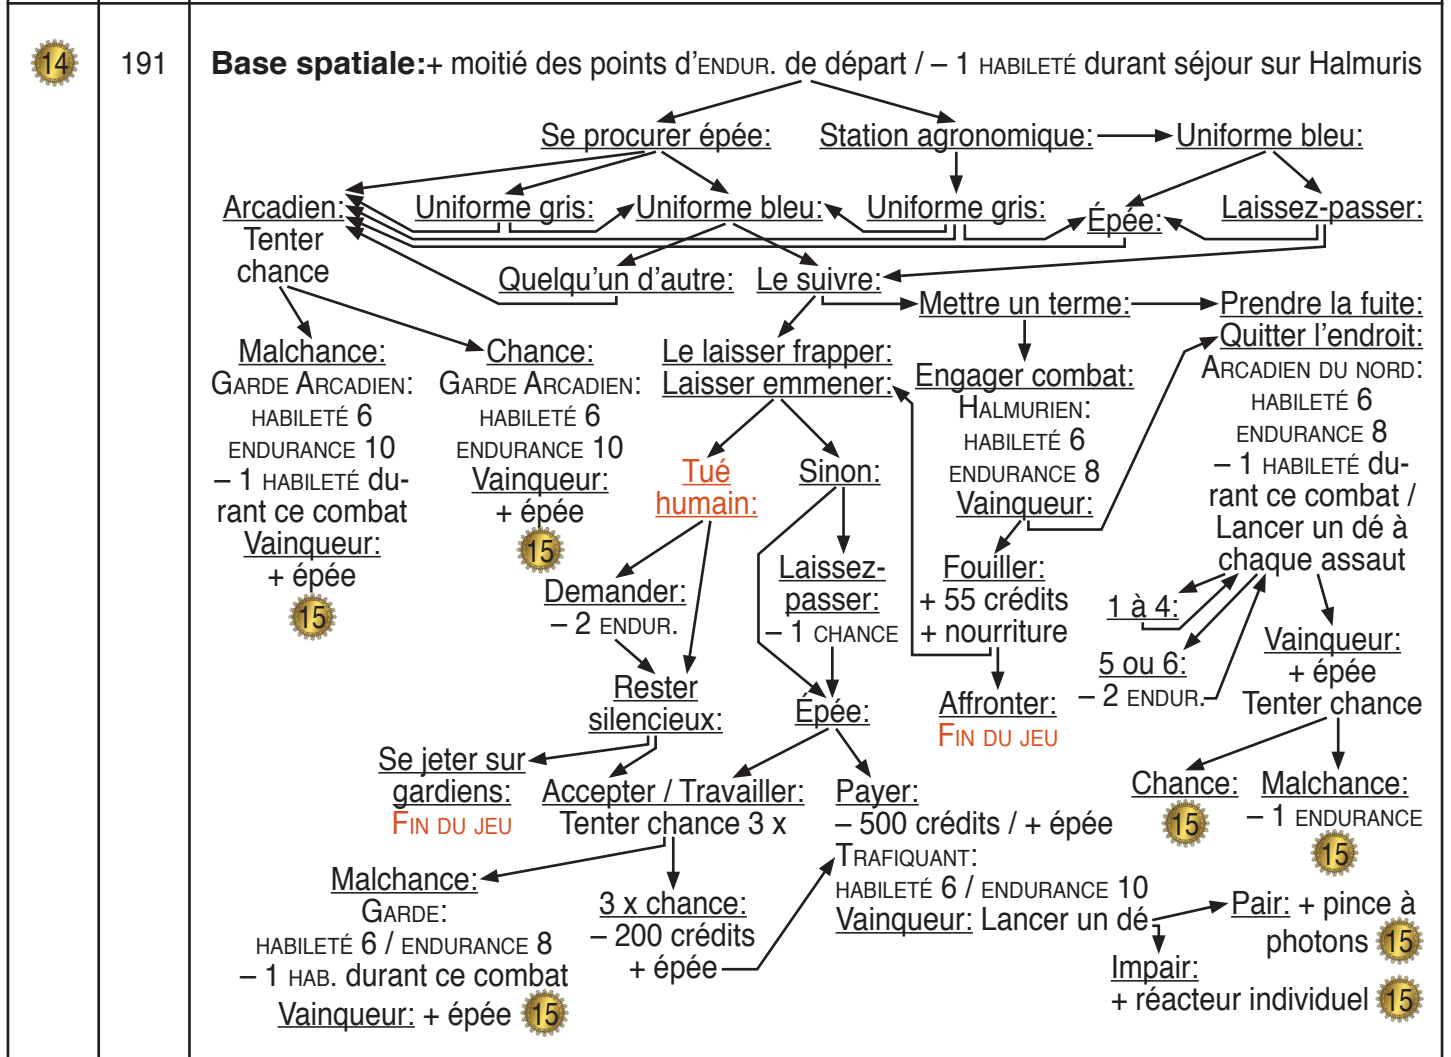 14 191 Base spatiale:+ moitié des points d'ENDUR. de départ / – 1 HABILETÉ durant séjour sur Halmuris
Se procurer épée: Station agronomique: Uniforme bleu:
Arcadien: Uniforme gris: Uniforme bleu: Uniforme gris: Épée: Laissez-passer:
Tenter
chance
Quelqu'un d'autre: Le suivre:
Mettre un terme: Prendre la fuite:
Quitter l'endroit:
ARCADIEN DU NORD:
HABILETÉ 6
ENDURANCE 8
– 1 HABILETÉ du-
rant ce combat /
Lancer un dé à
chaque assaut
Malchance:
GARDE ARCADIEN:
HABILETÉ 6
ENDURANCE 10
– 1 HABILETÉ du-
rant ce combat
Vainqueur:
+ épée
15
Chance:
GARDE ARCADIEN:
HABILETÉ 6
ENDURANCE 10
Vainqueur:
+ épée
15
Le laisser frapper:
Laisser emmener:
Engager combat:
HALMURIEN:
HABILETÉ 6
ENDURANCE 8
Vainqueur:
Tué
humain:
Sinon:
Demander:
– 2 ENDUR.
Laissez-
passer:
– 1 CHANCE
Fouiller:
+ 55 crédits
+ nourriture
1 à 4:
5 ou 6:
– 2 ENDUR.
Vainqueur:
+ épée
Tenter chance
Rester
silencieux:
Épée:
Affronter:
FIN DU JEU
Se jeter sur
gardiens:
FIN DU JEU
Accepter / Travailler:
Tenter chance 3 x
Payer:
– 500 crédits / + épée
TRAFIQUANT:
HABILETÉ 6 / ENDURANCE 10
Vainqueur: Lancer un dé
Chance:
15
Malchance:
– 1 ENDURANCE
15
Malchance:
GARDE:
HABILETÉ 6 / ENDURANCE 8
– 1 HAB. durant ce combat
Vainqueur: + épée 15
3 x chance:
– 200 crédits
+ épée
Pair: + pince à
photons 15
Impair:
+ réacteur individuel 15